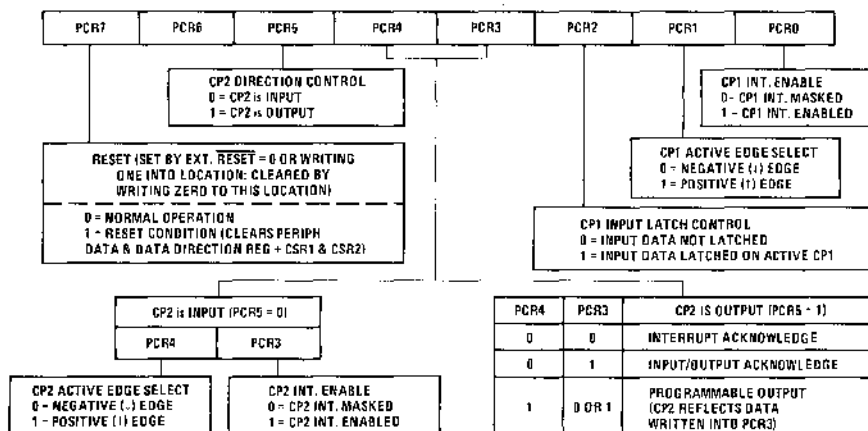 PCR7 PCR6 PCR5 PCR4 PCR3 PCR2 PCR1 PCR0
CP2 DIRECTION CONTROL
0 = CP2 is INPUT
1 = CP2 is OUTPUT
CP1 INT. ENABLE
0 - CP1 INT. MASKED
1 - CP1 INT. ENABLED
RESET (SET BY EXT. RESET = 0 OR WRITING
ONE INTO LOCATION: CLEARED BY
WRITING ZERO TO THIS LOCATION)
0 = NORMAL OPERATION
1 = RESET CONDITION (CLEARS PERIPH
DATA & DATA DIRECTION REG + CSR1 & CSR2)
CP1 ACTIVE EDGE SELECT
0 = NEGATIVE (↓) EDGE
1 = POSITIVE (↑) EDGE
CP1 INPUT LATCH CONTROL
0 = INPUT DATA NOT LATCHED
1 = INPUT DATA LATCHED ON ACTIVE CP1
CP2 is INPUT (PCR5 = 0)
PCR4 PCR3
CP2 ACTIVE EDGE SELECT
0 - NEGATIVE (↓) EDGE
1 - POSITIVE (↑) EDGE
CP2 INT. ENABLE
0 = CP2 INT. MASKED
1 = CP2 INT. ENABLED
PCR4 PCR3 CP2 IS OUTPUT (PCR5 - 1)
0 0 INTERRUPT ACKNOWLEDGE
0 1 INPUT/OUTPUT ACKNOWLEDGE
1 0 OR 1 PROGRAMMABLE OUTPUT
(CP2 REFLECTS DATA
WRITTEN INTO PCR3)